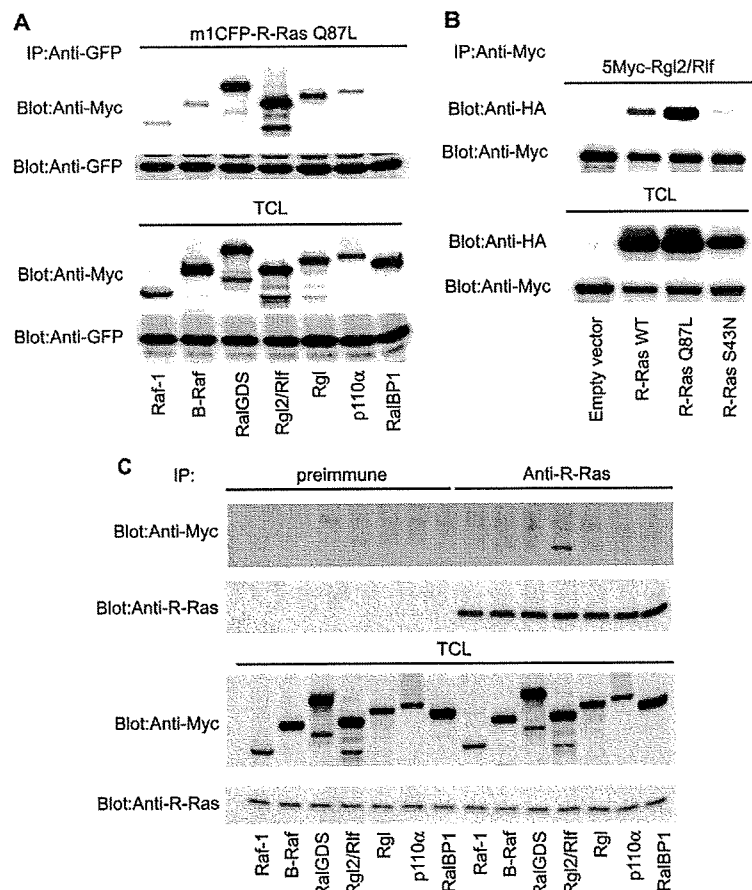 A
m1CFP-R-Ras Q87L
IP:Anti-GFP
Blot:Anti-Myc
Blot:Anti-GFP
TCL
Blot:Anti-Myc
Blot:Anti-GFP
Raf-1
B-Raf
RalGDS
Rgl2/Rlf
Rgl
p110α
RalBP1
B
IP:Anti-Myc
5Myc-Rgl2/Rlf
Blot:Anti-HA
Blot:Anti-Myc
TCL
Blot:Anti-HA
Blot:Anti-Myc
Empty vector
R-Ras WT
R-Ras Q87L
R-Ras S43N
C
IP:
preimmune
Anti-R-Ras
Blot:Anti-Myc
Blot:Anti-R-Ras
TCL
Blot:Anti-Myc
Blot:Anti-R-Ras
Raf-1
B-Raf
RalGDS
Rgl2/Rlf
Rgl
p110α
RalBP1
Raf-1
B-Raf
RalGDS
Rgl2/Rlf
Rgl
p110α
RalBP1